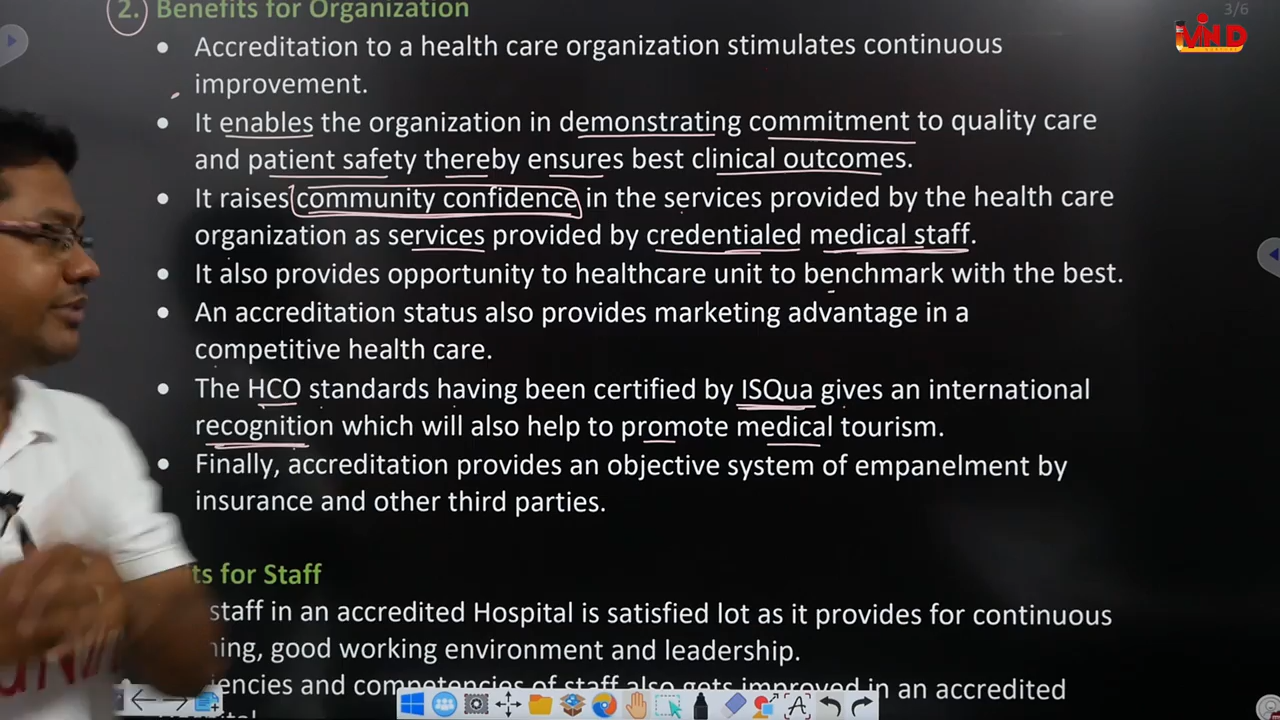 3/6
2. Benefits for Organization
• Accreditation to a health care organization stimulates continuous
improvement.
• It enables the organization in demonstrating commitment to quality care
and patient safety thereby ensures best clinical outcomes.
• It raises community confidence in the services provided by the health care
organization as services provided by credentialed medical staff.
• It also provides opportunity to healthcare unit to benchmark with the best.
• An accreditation status also provides marketing advantage in a
competitive health care.
• The HCO standards having been certified by ISQua gives an international
recognition which will also help to promote medical tourism.
• Finally, accreditation provides an objective system of empanelment by
insurance and other third parties.
ts for Staff
staff in an accredited Hospital is satisfied lot as it provides for continuous
ning, good working environment and leadership.
iencies and competencies of staff also gets improved in an accredited